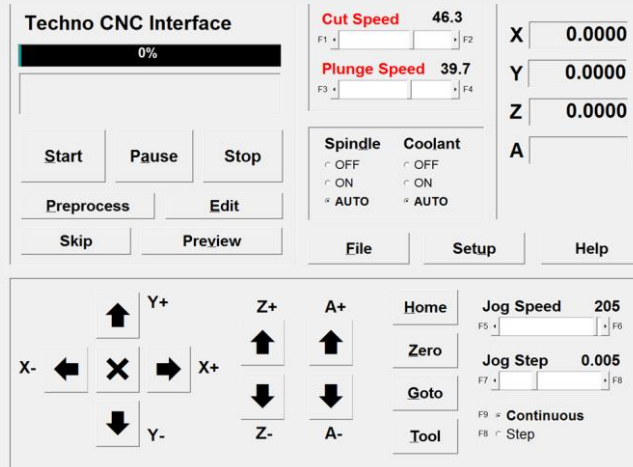 Techno CNC Interface
0%
Start Pause Stop
Preprocess Edit
Skip Preview
Cut Speed 46.3
F1 F2
Plunge Speed 39.7
F3 F4
Spindle Coolant
OFF OFF
ON ON
AUTO AUTO
File Setup Help
X 0.0000
Y 0.0000
Z 0.0000
A
Y+
X- X+
Y-
Z+ A+
Z- A-
Home
Zero
Goto
Tool
Jog Speed 205
F5 F6
Jog Step 0.005
F7 F8
F9 Continuous
F8 Step